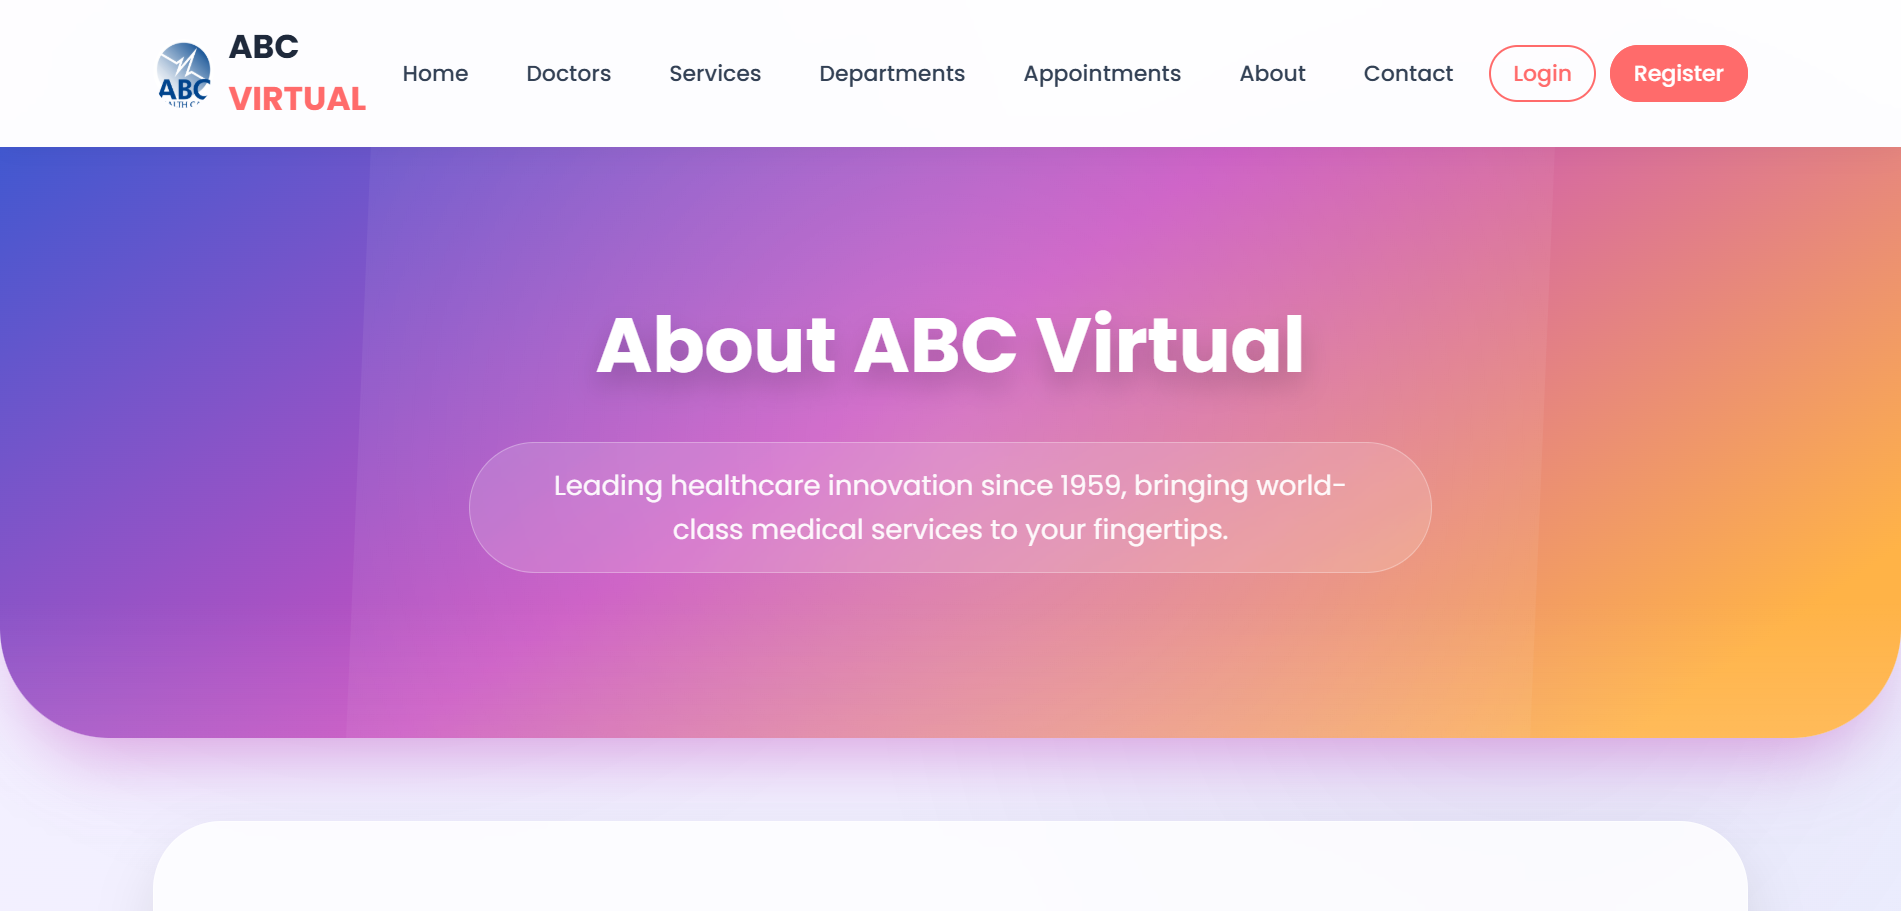 ABC
ABC
VIRTUAL
Home
Doctors
Services
Departments
Appointments
About
Contact
Login
Register
About ABC Virtual
Leading healthcare innovation since 1959, bringing world-
class medical services to your fingertips.